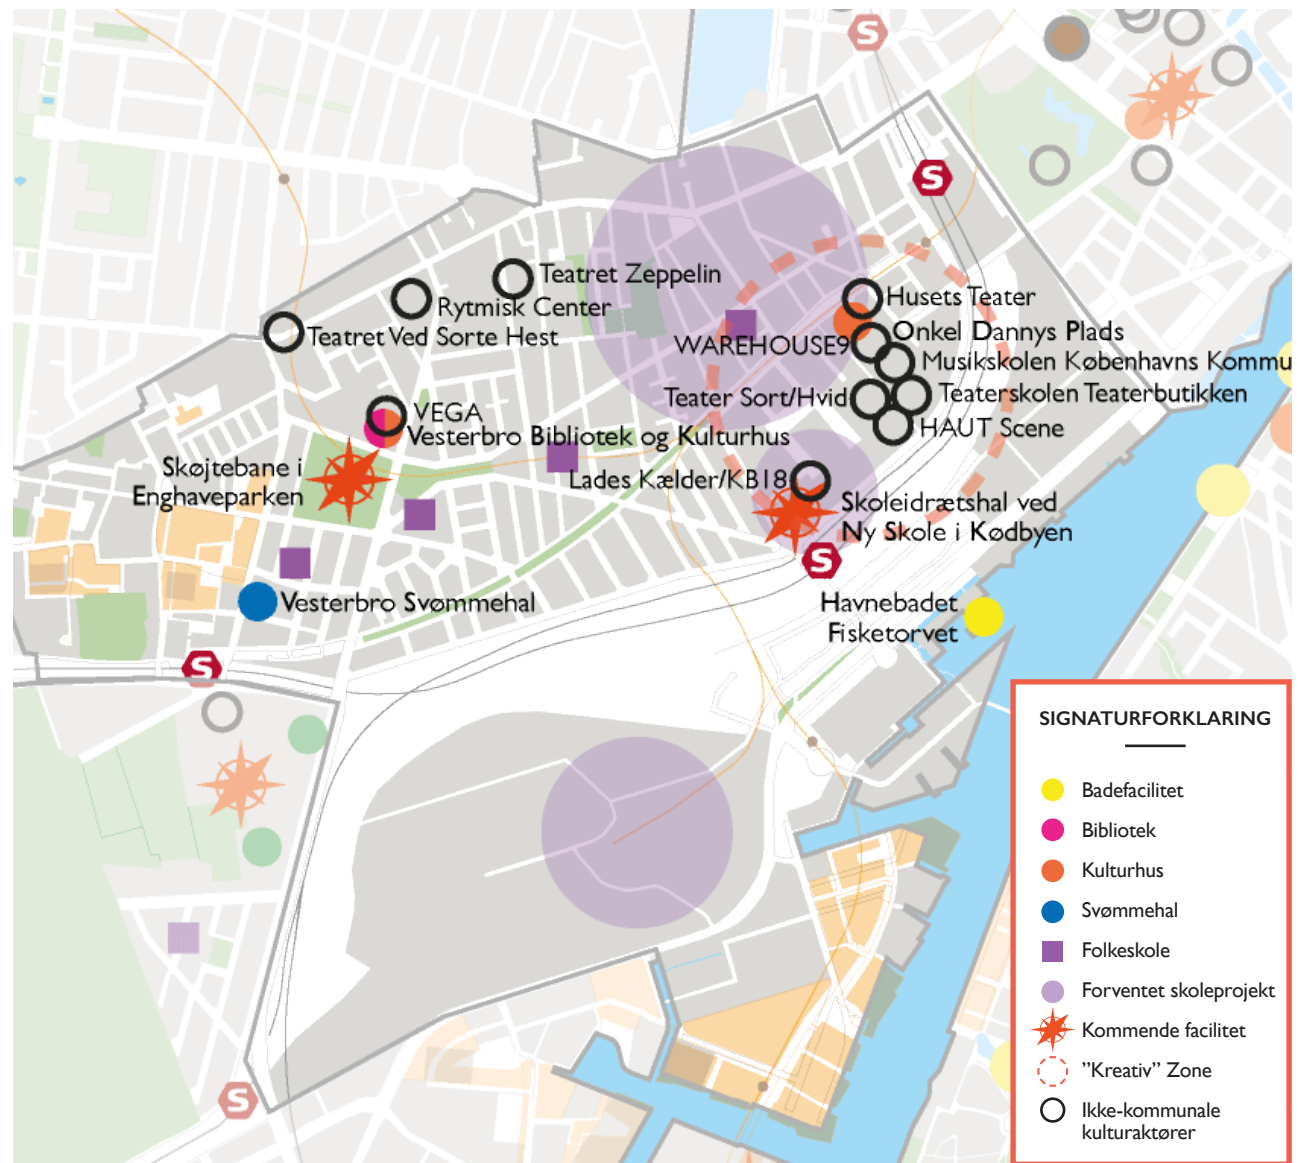 S
S
Teatret Zeppelin
Rytmisk Center
Teatret Ved Sorte Hest
Husets Teater
Onkel Dannys Plads
WAREHOUSE9
Musikskolen Københavns Kommu
Teater Sort/Hvid
Teaterskolen Teaterbutikken
HAUT Scene
VEGA
Vesterbro Bibliotek og Kulturhus
Skøjtebane i
Enghaveparken
Lades Kælder/KB18
Skoleidrætshal ved
Ny Skole i Kødbyen
S
Vesterbro Svømmehal
Havnebadet
Fisketorvet
S
S
SIGNATURFORKLARING
Badefacilitet
Bibliotek
Kulturhus
Svømmehal
Folkeskole
Forventet skoleprojekt
Kommende facilitet
”Kreativ” Zone
Ikke-kommunale
kulturaktører